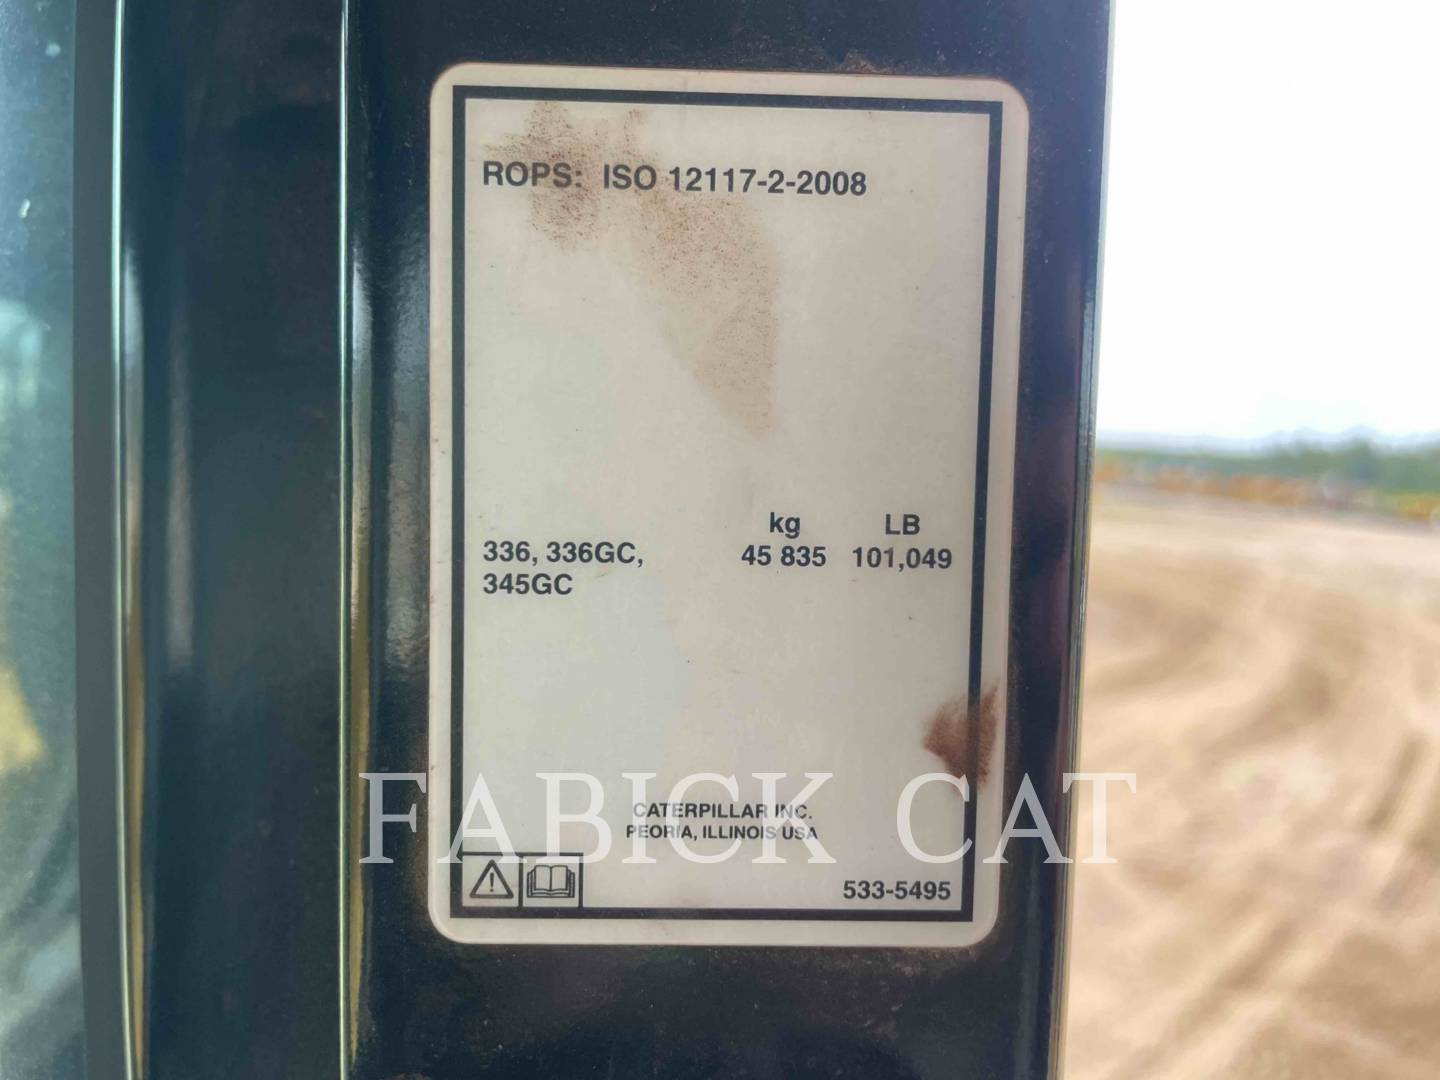 ROPS: ISO 12117-2-2008
kg LB
336, 336GC, 45 835 101,049
345GC
CATERPILLAR INC.
PEORIA, ILLINOIS USA
FABICK CAT
533-5495